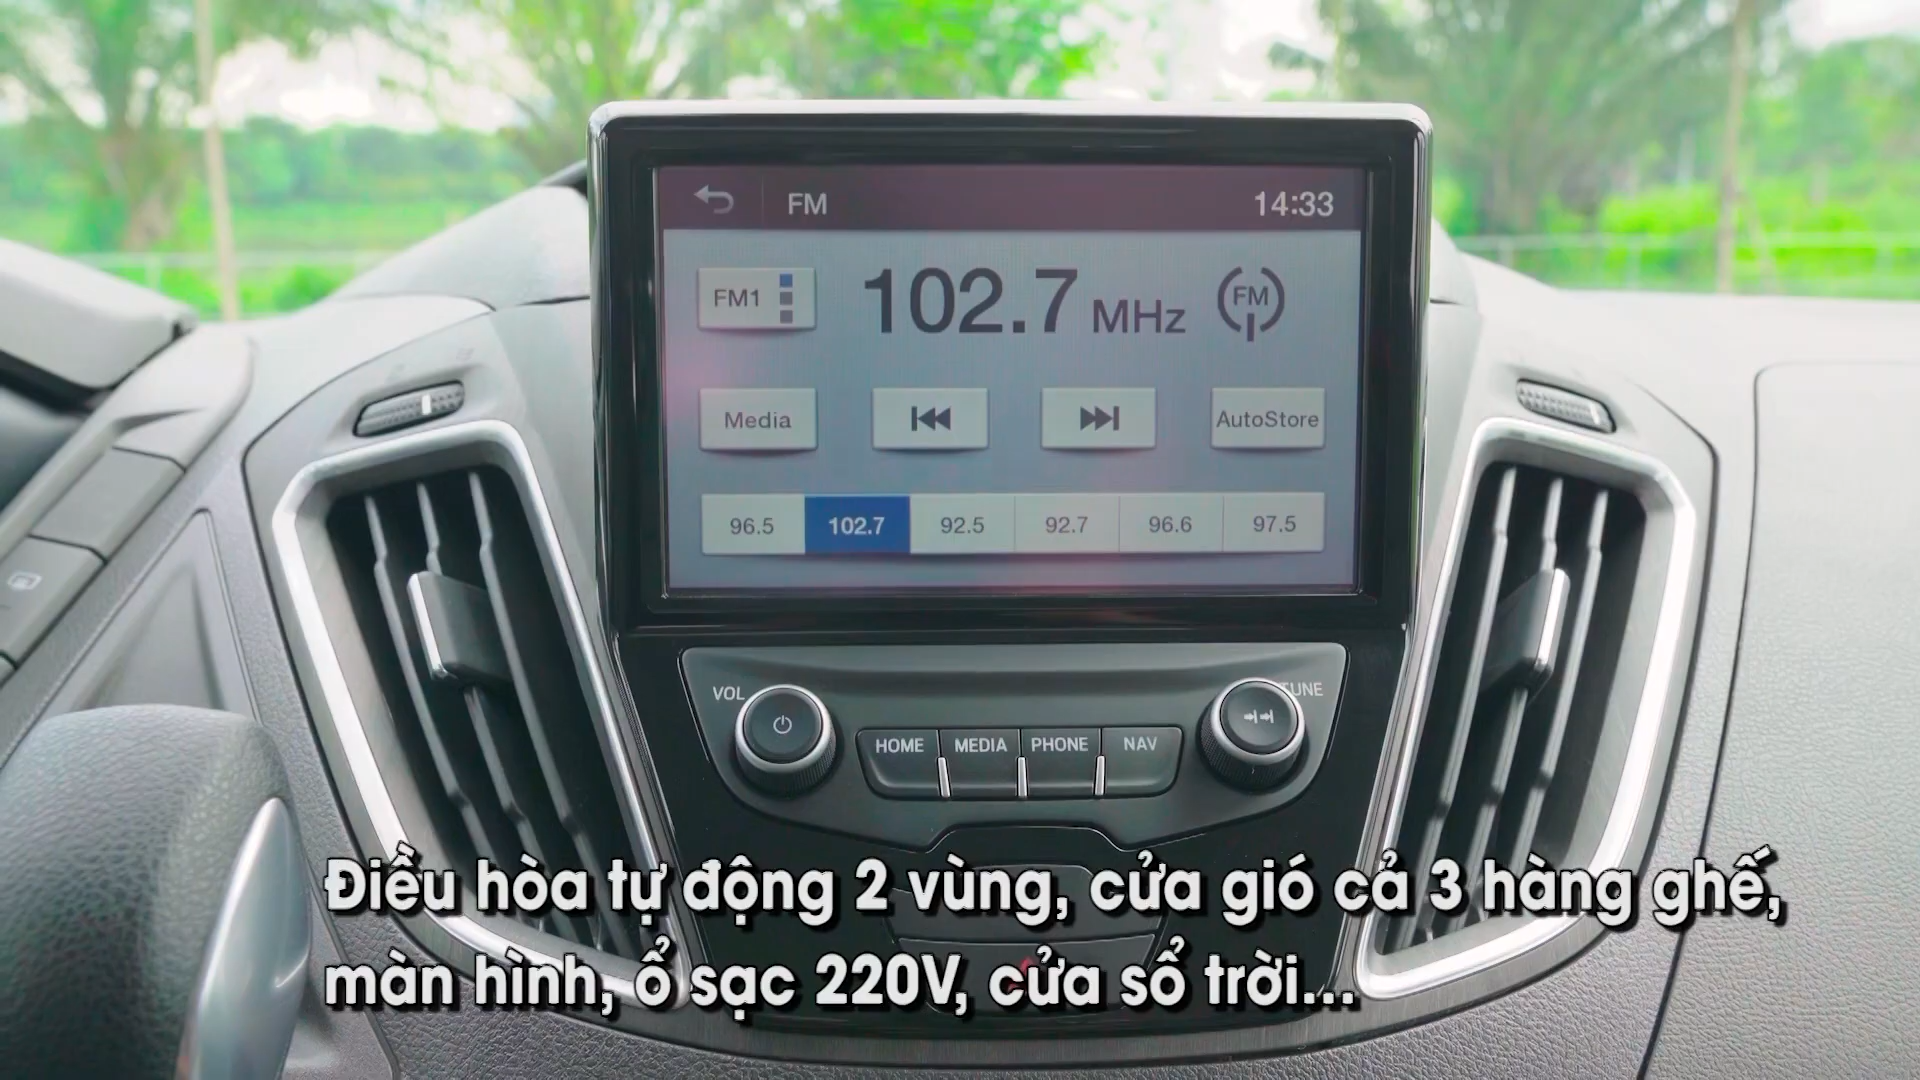 FM 14:33
FM1 102.7 MHz FM
Media AutoStore
96.5 102.7 92.5 92.7 96.6 97.5
VOL TUNE
HOME MEDIA PHONE NAV
Điều hòa tự động 2 vùng, cửa gió cả 3 hàng ghế,
màn hình, ổ sạc 220V, cửa sổ trời...